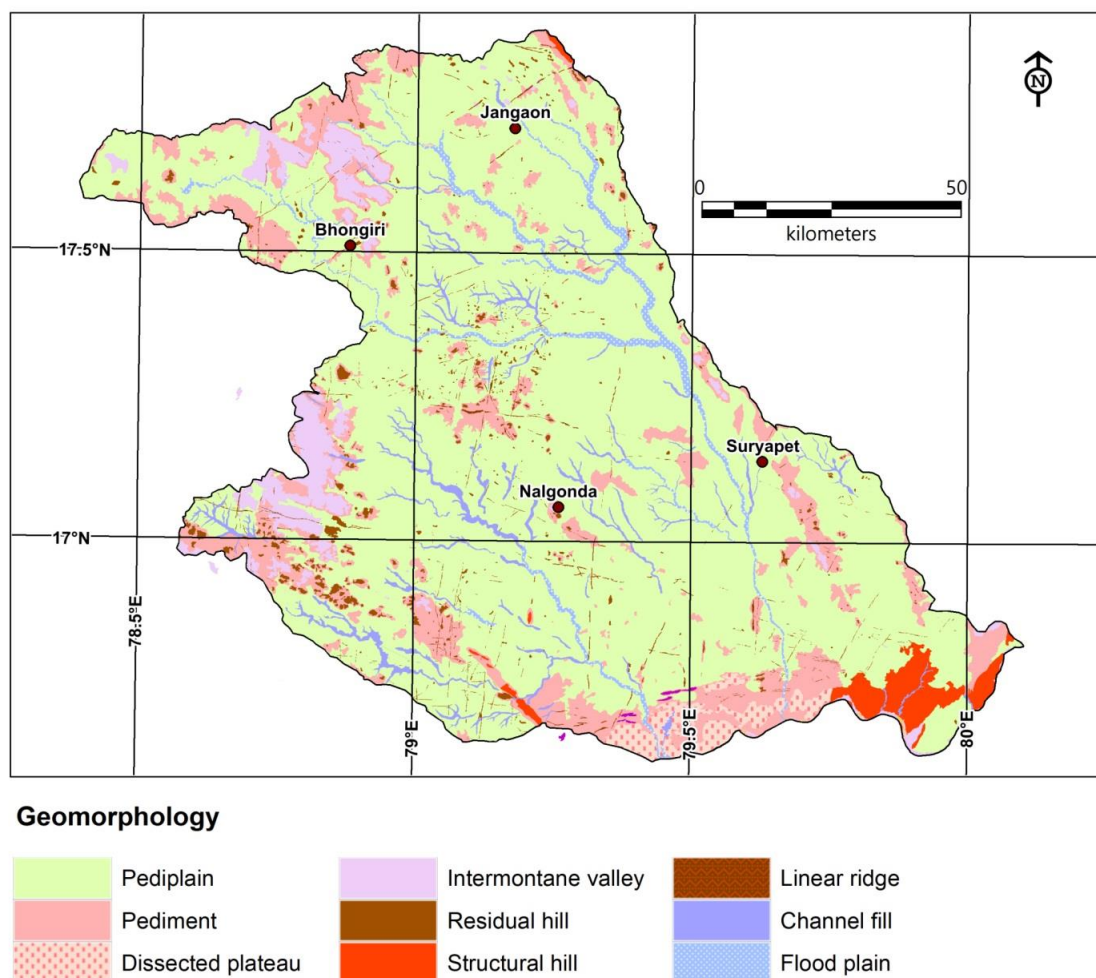 N
Jangaon
0 50
kilometers
Bhongiri
17.5°N
Suryapet
Nalgonda
17°N
78.5°E
79°E
79.5°E
80°E
Geomorphology
Pediplain
Intermontane valley
Linear ridge
Pediment
Residual hill
Channel fill
Dissected plateau
Structural hill
Flood plain